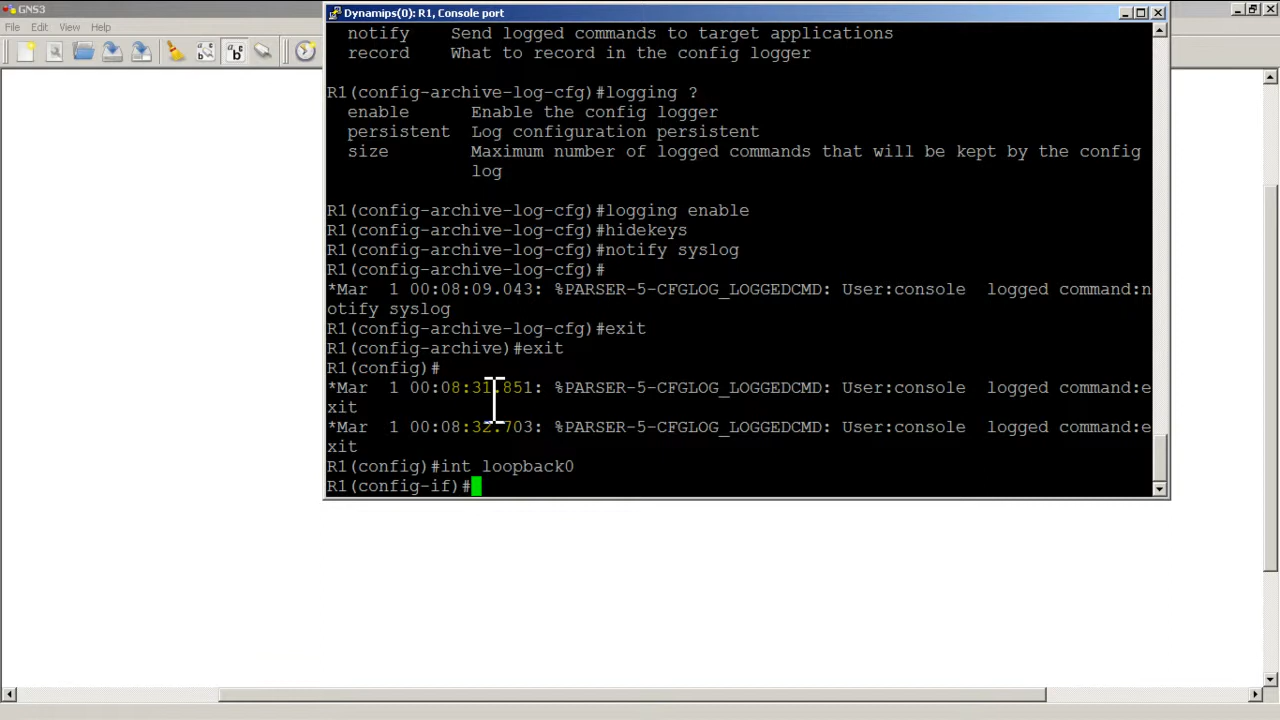 GNS3
Dynamips(0): R1, Console port
File Edit View Help
notify Send logged commands to target applications
record What to record in the config logger
R1(config-archive-log-cfg)#logging ?
enable Enable the config logger
persistent Log configuration persistent
size Maximum number of logged commands that will be kept by the config
log
R1(config-archive-log-cfg)#logging enable
R1(config-archive-log-cfg)#hidekeys
R1(config-archive-log-cfg)#notify syslog
R1(config-archive-log-cfg)#
*Mar 1 00:08:09.043: %PARSER-5-CFGLOG_LOGGEDCMD: User:console logged command:n
otify syslog
R1(config-archive-log-cfg)#exit
R1(config-archive)#exit
R1(config)#
*Mar 1 00:08:31.851: %PARSER-5-CFGLOG_LOGGEDCMD: User:console logged command:e
xit
*Mar 1 00:08:32.703: %PARSER-5-CFGLOG_LOGGEDCMD: User:console logged command:e
xit
R1(config)#int loopback0
R1(config-if)#